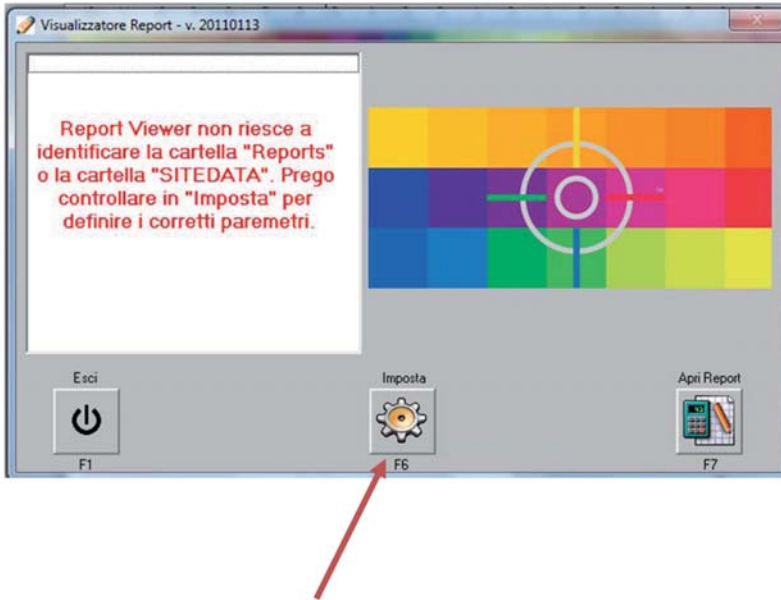 Visualizzatore Report - v. 20110113
Report Viewer non riesce a
identificare la cartella "Reports"
o la cartella "SITEDATA". Prego
controllare in "Imposta" per
definire i corretti paremetri.
Esci
Imposta
Apri Report
F1
F6
F7